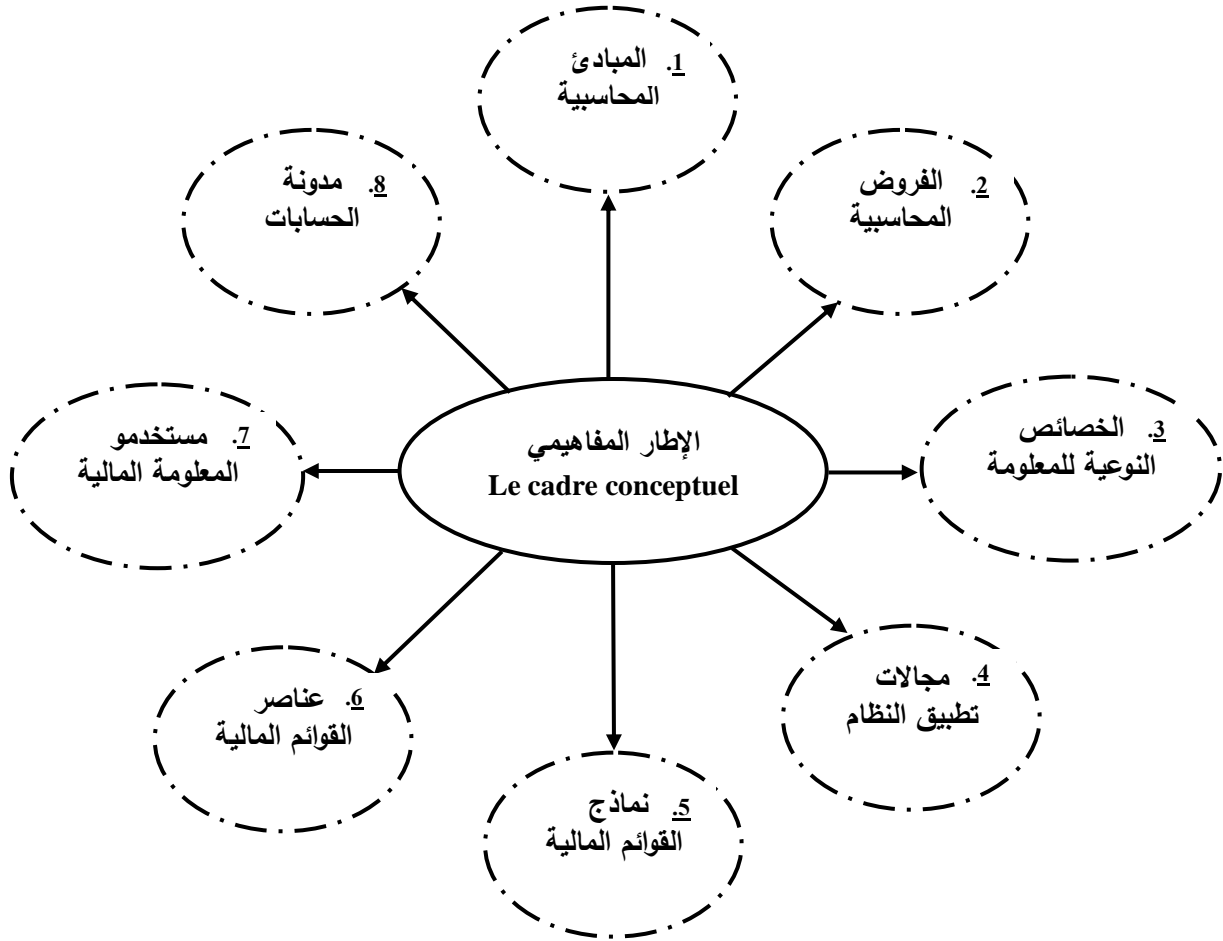 1. المبادئ
المحاسبية
2. الفروض
المحاسبية
3. الخصائص
النوعية للمعلومة
4. مجالات
تطبيق النظام
5. نماذج
القوائم المالية
6. عناصر
القوائم المالية
7. مستخدمو
المعلومة المالية
8. مدونة
الحسابات
الإطار المفاهيمي
Le cadre conceptuel